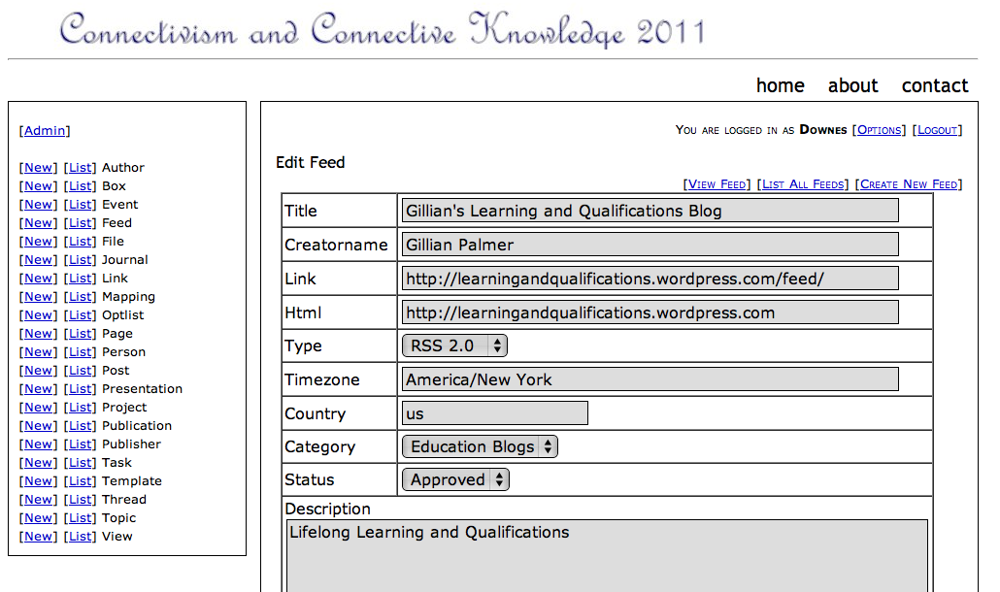 Connectivism and Connective Knowledge 2011
home about contact
[Admin]
[New] [List] Author
[New] [List] Box
[New] [List] Event
[New] [List] Feed
[New] [List] File
[New] [List] Journal
[New] [List] Link
[New] [List] Mapping
[New] [List] Optlist
[New] [List] Page
[New] [List] Person
[New] [List] Post
[New] [List] Presentation
[New] [List] Project
[New] [List] Publication
[New] [List] Publisher
[New] [List] Task
[New] [List] Template
[New] [List] Thread
[New] [List] Topic
[New] [List] View
You are logged in as Downes [Options] [Logout]
Edit Feed
[View Feed] [List All Feeds] [Create New Feed]
Title Gillian's Learning and Qualifications Blog
Creatorname Gillian Palmer
Link http://learningandqualifications.wordpress.com/feed/
Html http://learningandqualifications.wordpress.com
Type RSS 2.0
Timezone America/New York
Country us
Category Education Blogs
Status Approved
Description
Lifelong Learning and Qualifications